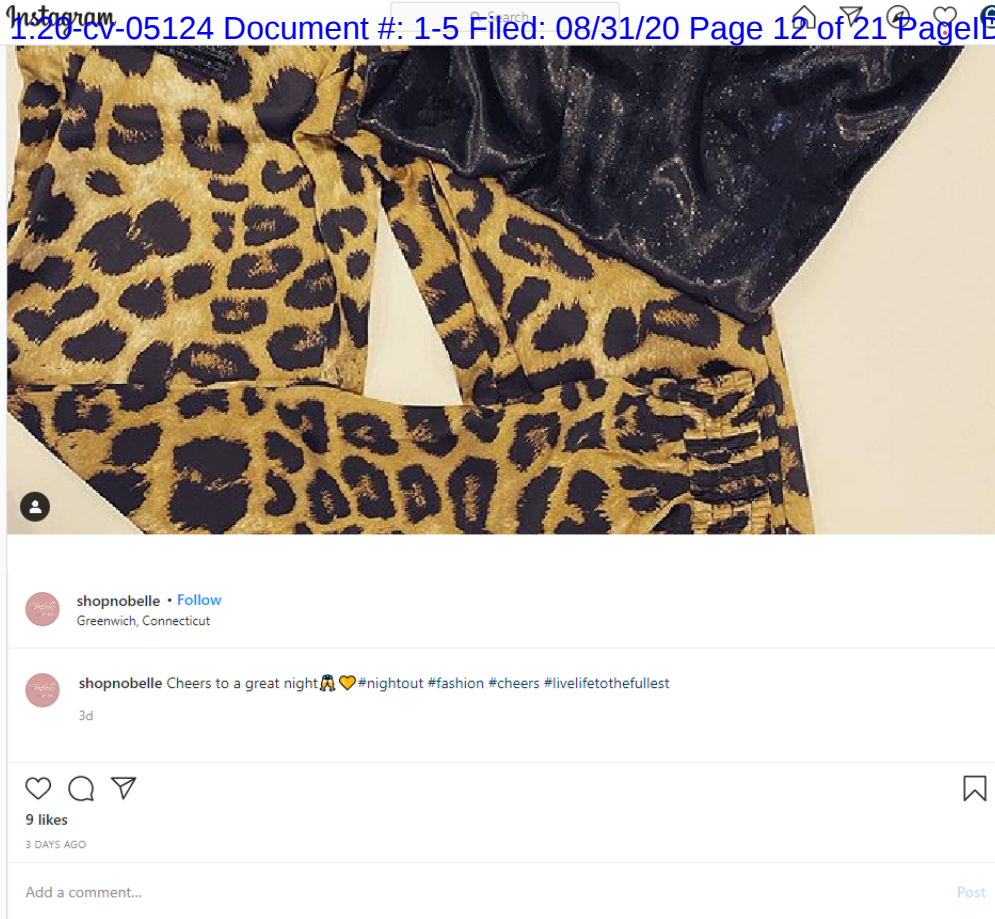 Instagram
Search
1:20-cv-05124 Document #: 1-5 Filed: 08/31/20 Page 12 of 21 PageID
shopnobelle • Follow
Greenwich, Connecticut
shopnobelle Cheers to a great night🥂💛#nightout #fashion #cheers #livelifetothefullest
3d
9 likes
3 DAYS AGO
Add a comment...
Post